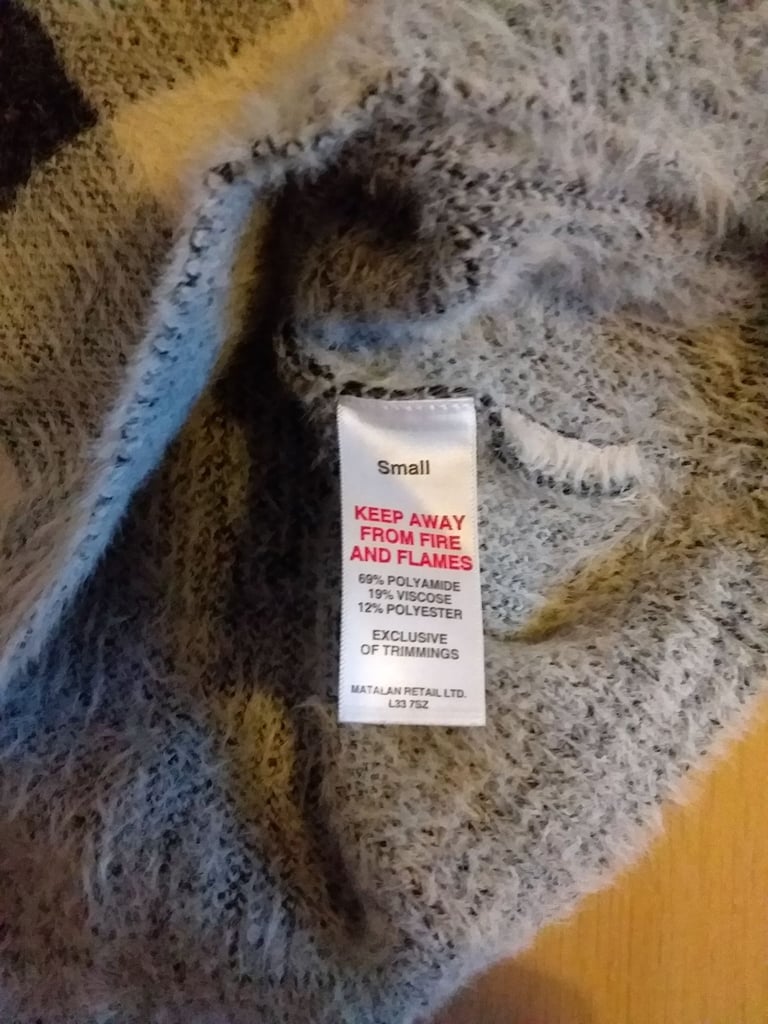 Small
KEEP AWAY
FROM FIRE
AND FLAMES
69% POLYAMIDE
19% VISCOSE
12% POLYESTER
EXCLUSIVE
OF TRIMMINGS
MATALAN RETAIL LTD.
L33 7SZ